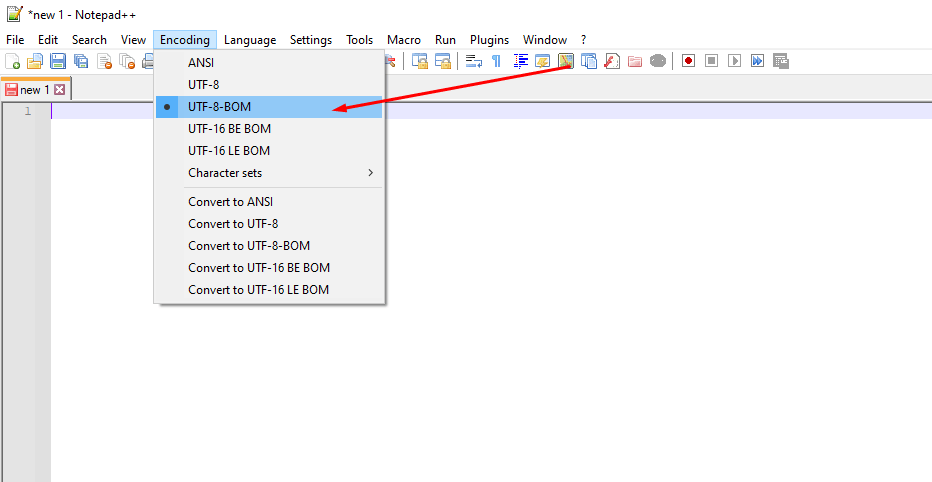 *new 1 - Notepad++
File Edit Search View Encoding Language Settings Tools Macro Run Plugins Window ?
new 1
1
ANSI
UTF-8
UTF-8-BOM
UTF-16 BE BOM
UTF-16 LE BOM
Character sets
Convert to ANSI
Convert to UTF-8
Convert to UTF-8-BOM
Convert to UTF-16 BE BOM
Convert to UTF-16 LE BOM